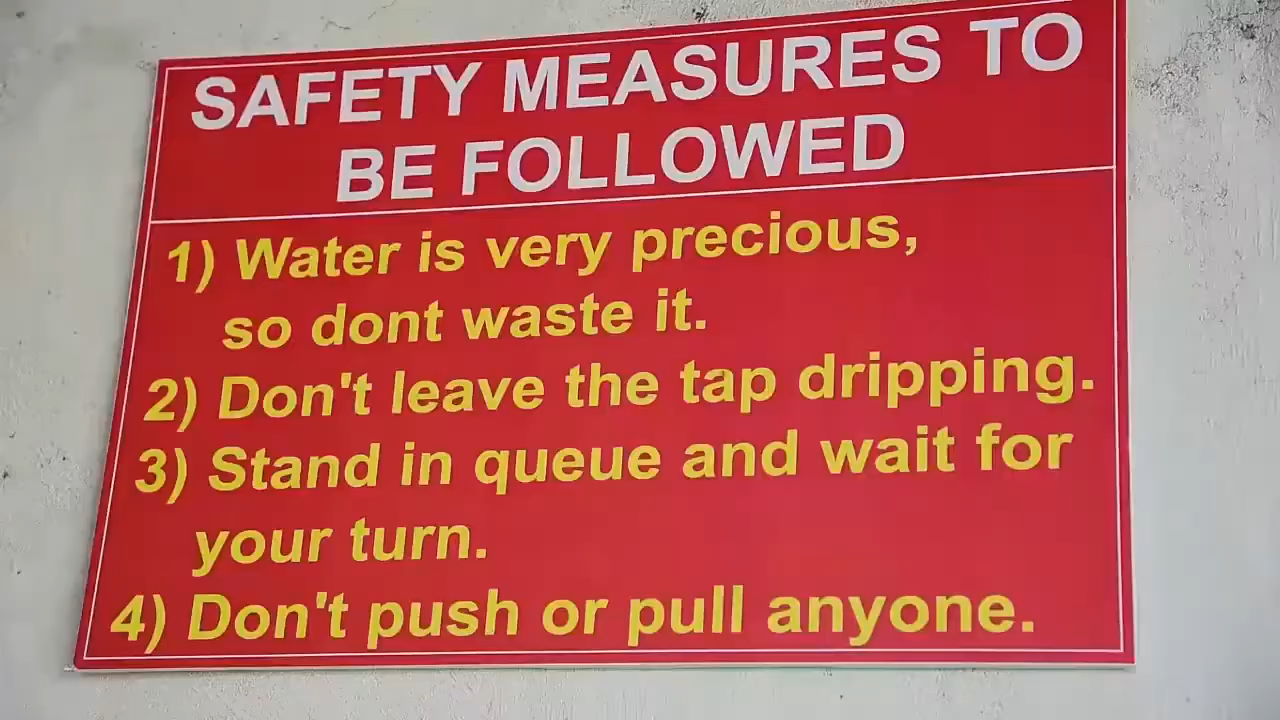 SAFETY MEASURES TO
BE FOLLOWED
1) Water is very precious,
so dont waste it.
2) Don't leave the tap dripping.
3) Stand in queue and wait for
your turn.
4) Don't push or pull anyone.